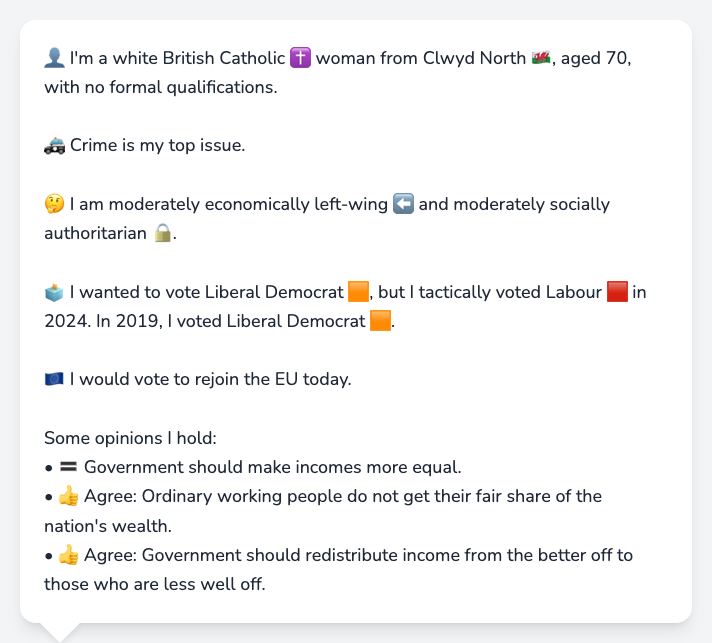 👤 I'm a white British Catholic ✝️ woman from Clwyd North 🏴󠁧󠁢󠁷󠁬󠁳󠁿, aged 70,
with no formal qualifications.
🚓 Crime is my top issue.
🤔 I am moderately economically left-wing ⬅️ and moderately socially
authoritarian 🔒.
🗳️ I wanted to vote Liberal Democrat 🟧, but I tactically voted Labour 🟥 in
2024. In 2019, I voted Liberal Democrat 🟧.
🇪🇺 I would vote to rejoin the EU today.
Some opinions I hold:
• 🟰 Government should make incomes more equal.
• 👍 Agree: Ordinary working people do not get their fair share of the
nation's wealth.
• 👍 Agree: Government should redistribute income from the better off to
those who are less well off.